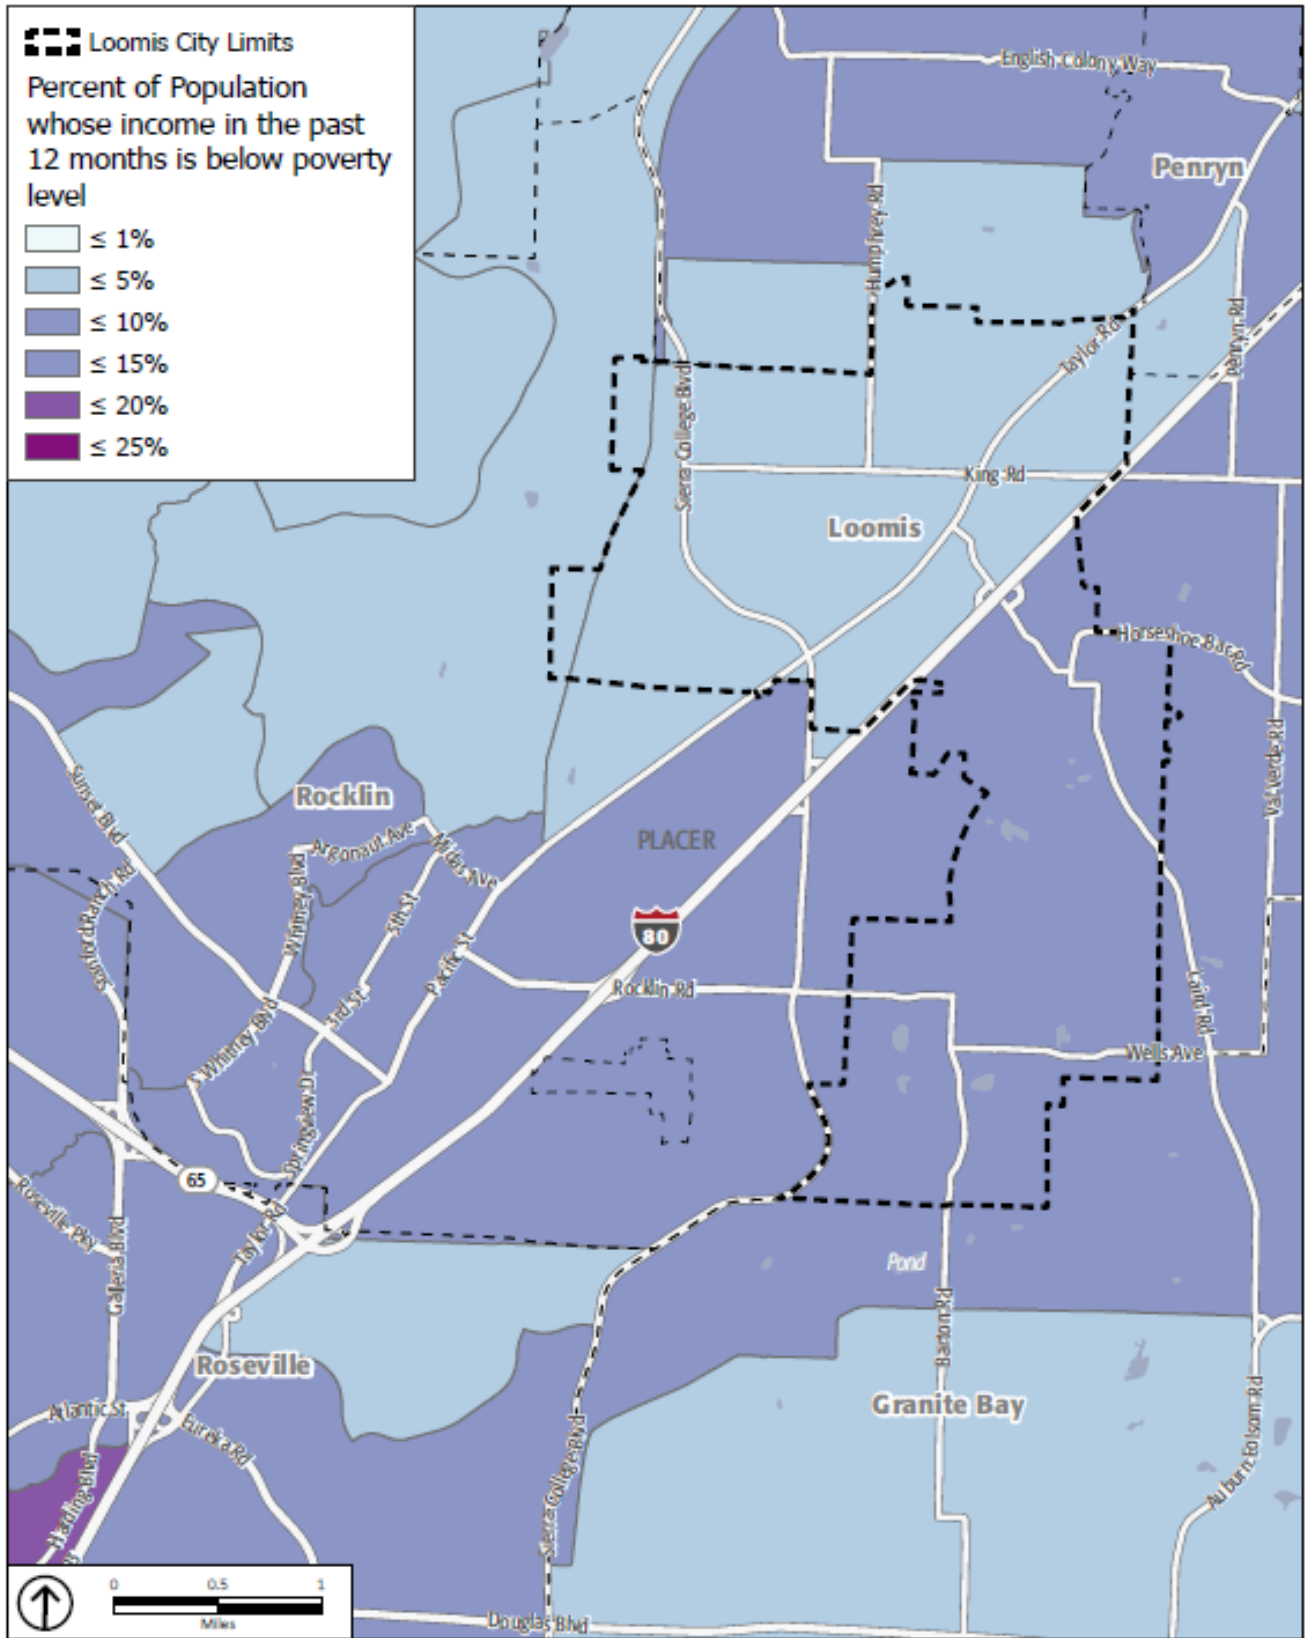 Loomis City Limits
Percent of Population
whose income in the past
12 months is below poverty
level
≤ 1%
≤ 5%
≤ 10%
≤ 15%
≤ 20%
≤ 25%
English Colony Way
Penryn
Humphrey Rd
Taylor Rd
Penryn Rd
Sierra College Blvd
King Rd
Loomis
Horseshoe Bar Rd
Val Verde Rd
Sunset Blvd
Rocklin
Argonaut Ave
Midas Ave
PLACER
Whitney Blvd
5th St
Pacific St
80
Rocklin Rd
3rd St
S Whitney Blvd
Laird Rd
Wells Ave
Springview Dr
65
Roseville Pky
Galleria Blvd
Taylor Rd
Pond
Barton Rd
Roseville
Granite Bay
Atlantic St
Eureka Rd
Harding Blvd
Sierra College Blvd
Auburn Folsom Rd
0 0.5 1
Miles
Douglas Blvd